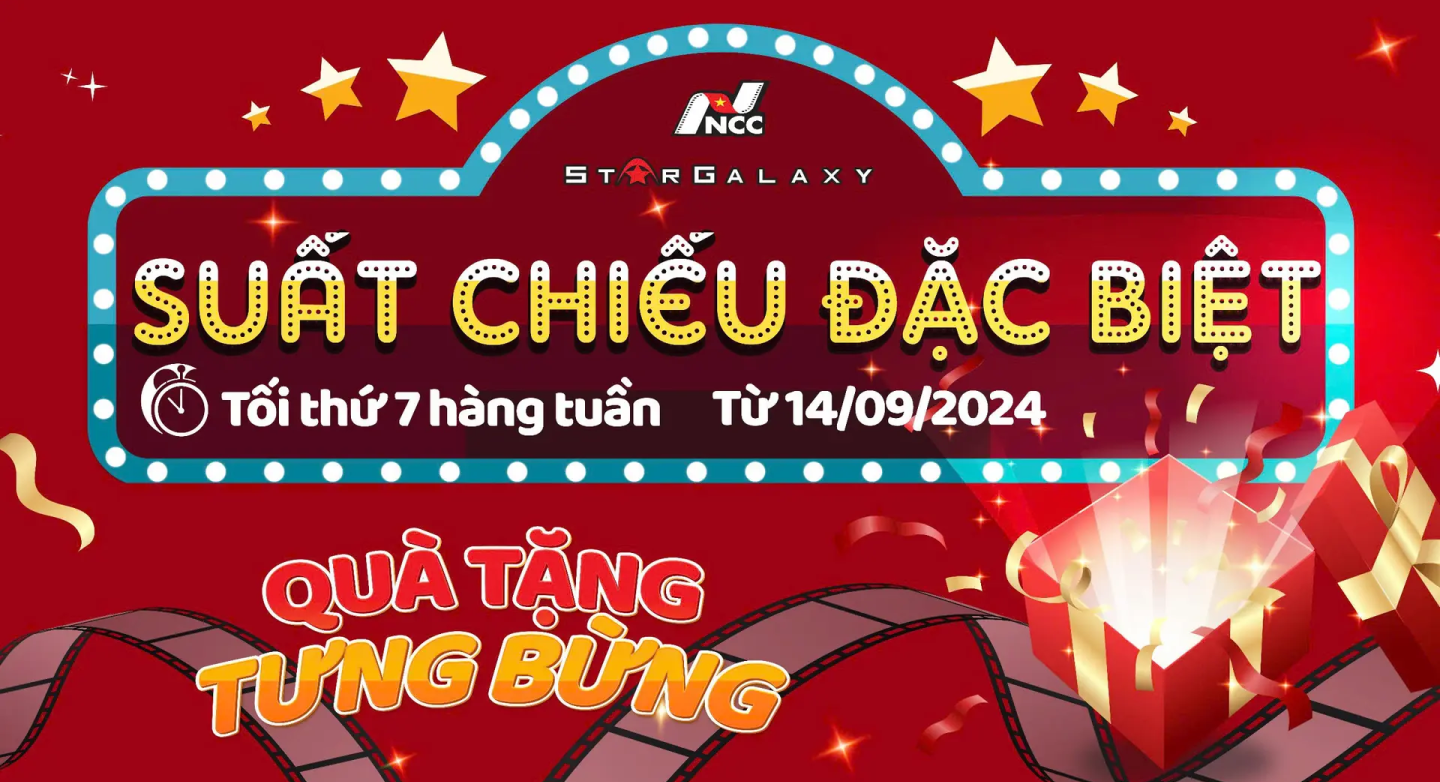 NCC
STARGALAXY
SUẤT CHIẾU ĐẶC BIỆT
Tối thứ 7 hàng tuần Từ 14/09/2024
QUÀ TẶNG
TƯNG BỪNG